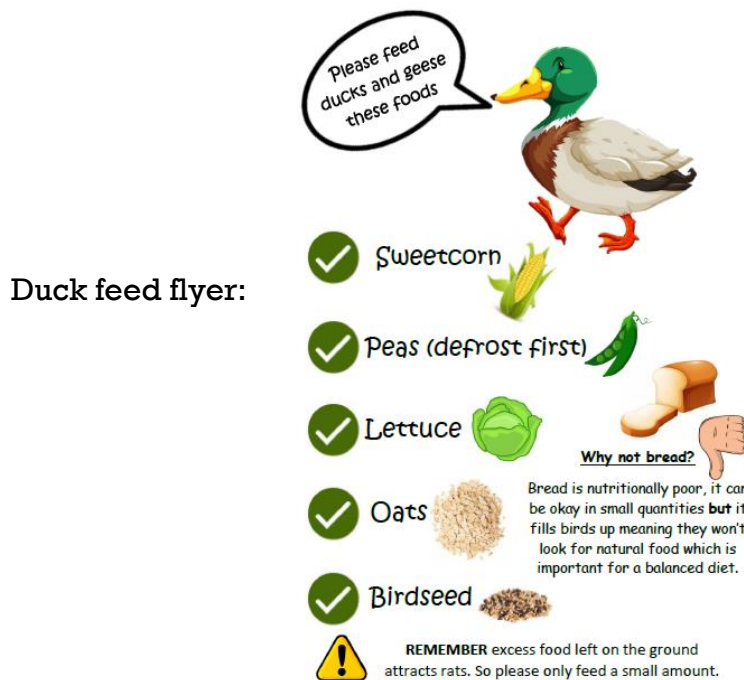 Please feed
ducks and geese
these foods
Duck feed flyer:
Sweetcorn
Peas (defrost first)
Lettuce
Oats
Birdseed
Why not bread?
Bread is nutritionally poor, it can
be okay in small quantities but it
fills birds up meaning they won't
look for natural food which is
important for a balanced diet.
REMEMBER excess food left on the ground
attracts rats. So please only feed a small amount.